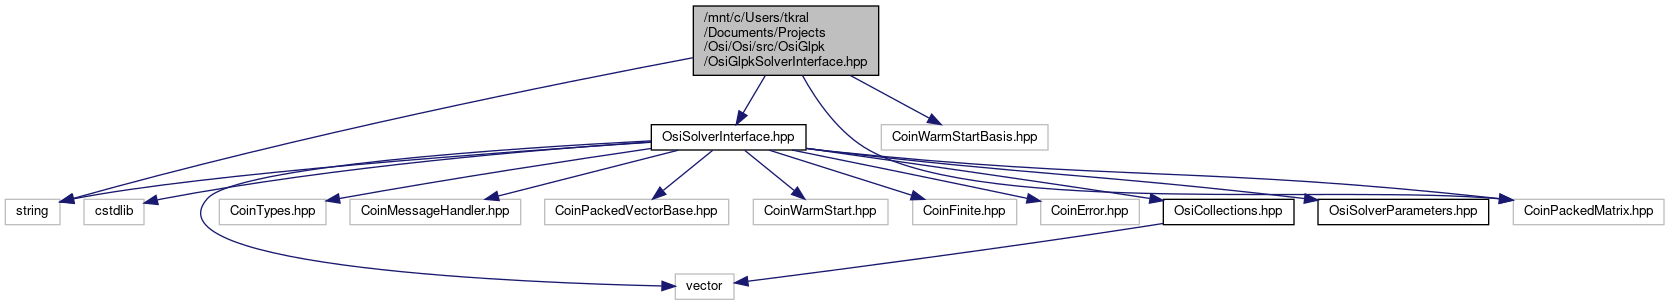 /mnt/c/Users/tkral
/Documents/Projects
/Osi/Osi/src/OsiGlpk
/OsiGlpkSolverInterface.hpp
OsiSolverInterface.hpp
CoinWarmStartBasis.hpp
string
cstdlib
CoinTypes.hpp
CoinMessageHandler.hpp
CoinPackedVectorBase.hpp
CoinWarmStart.hpp
CoinFinite.hpp
CoinError.hpp
OsiCollections.hpp
OsiSolverParameters.hpp
CoinPackedMatrix.hpp
vector